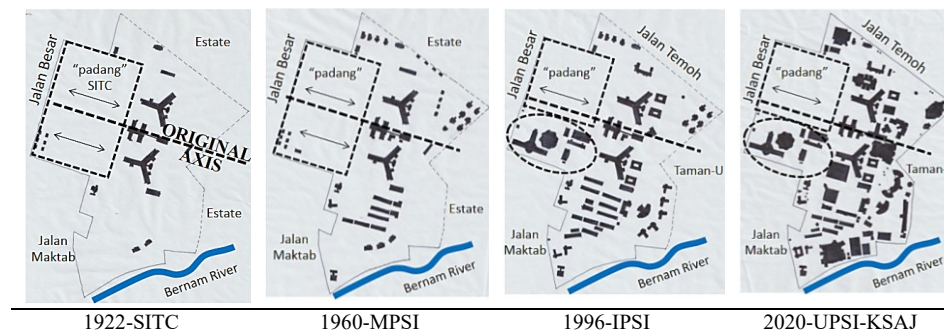 Estate
Jalan Besar
"padang"
SITC
ORIGINAL
AXIS
Estate
Jalan
Maktab
Bernam River
1922-SITC
Estate
Jalan Besar
"padang"
Estate
Jalan
Maktab
Bernam River
1960-MPSI
Jalan Temoh
Jalan Besar
"padang"
Taman-U
Jalan
Maktab
Bernam River
1996-IPSI
Jalan Temoh
Jalan Besar
"padang"
Taman-
Jalan
Maktab
Bernam River
2020-UPSI-KSAJ